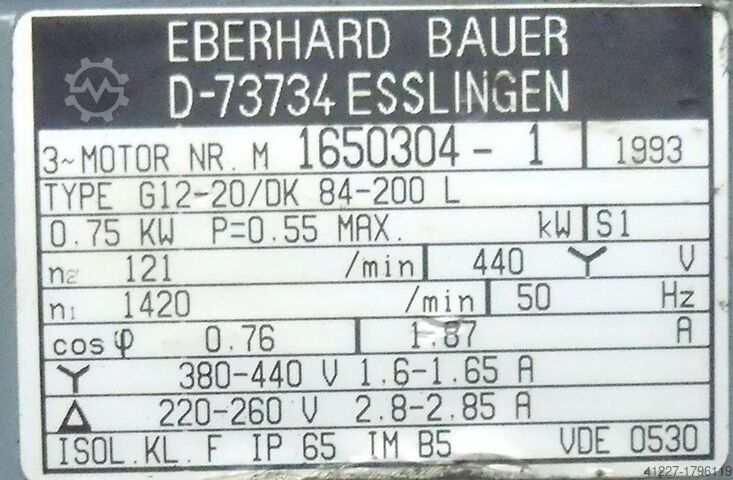 EBERHARD BAUER
D-73734 ESSLINGEN
3~MOTOR NR. M 1650304-1 1993
TYPE G12-20/DK 84-200 L
0.75 KW P=0.55 MAX. kW S1
n2 121 /min 440 Y V
n1 1420 /min 50 Hz
cos φ 0.76 1.87 A
Y 380-440 V 1.6-1.65 A
Δ 220-260 V 2.8-2.85 A
ISOL.KL.F IP 65 IM B5 VDE 0530
41227-1796119